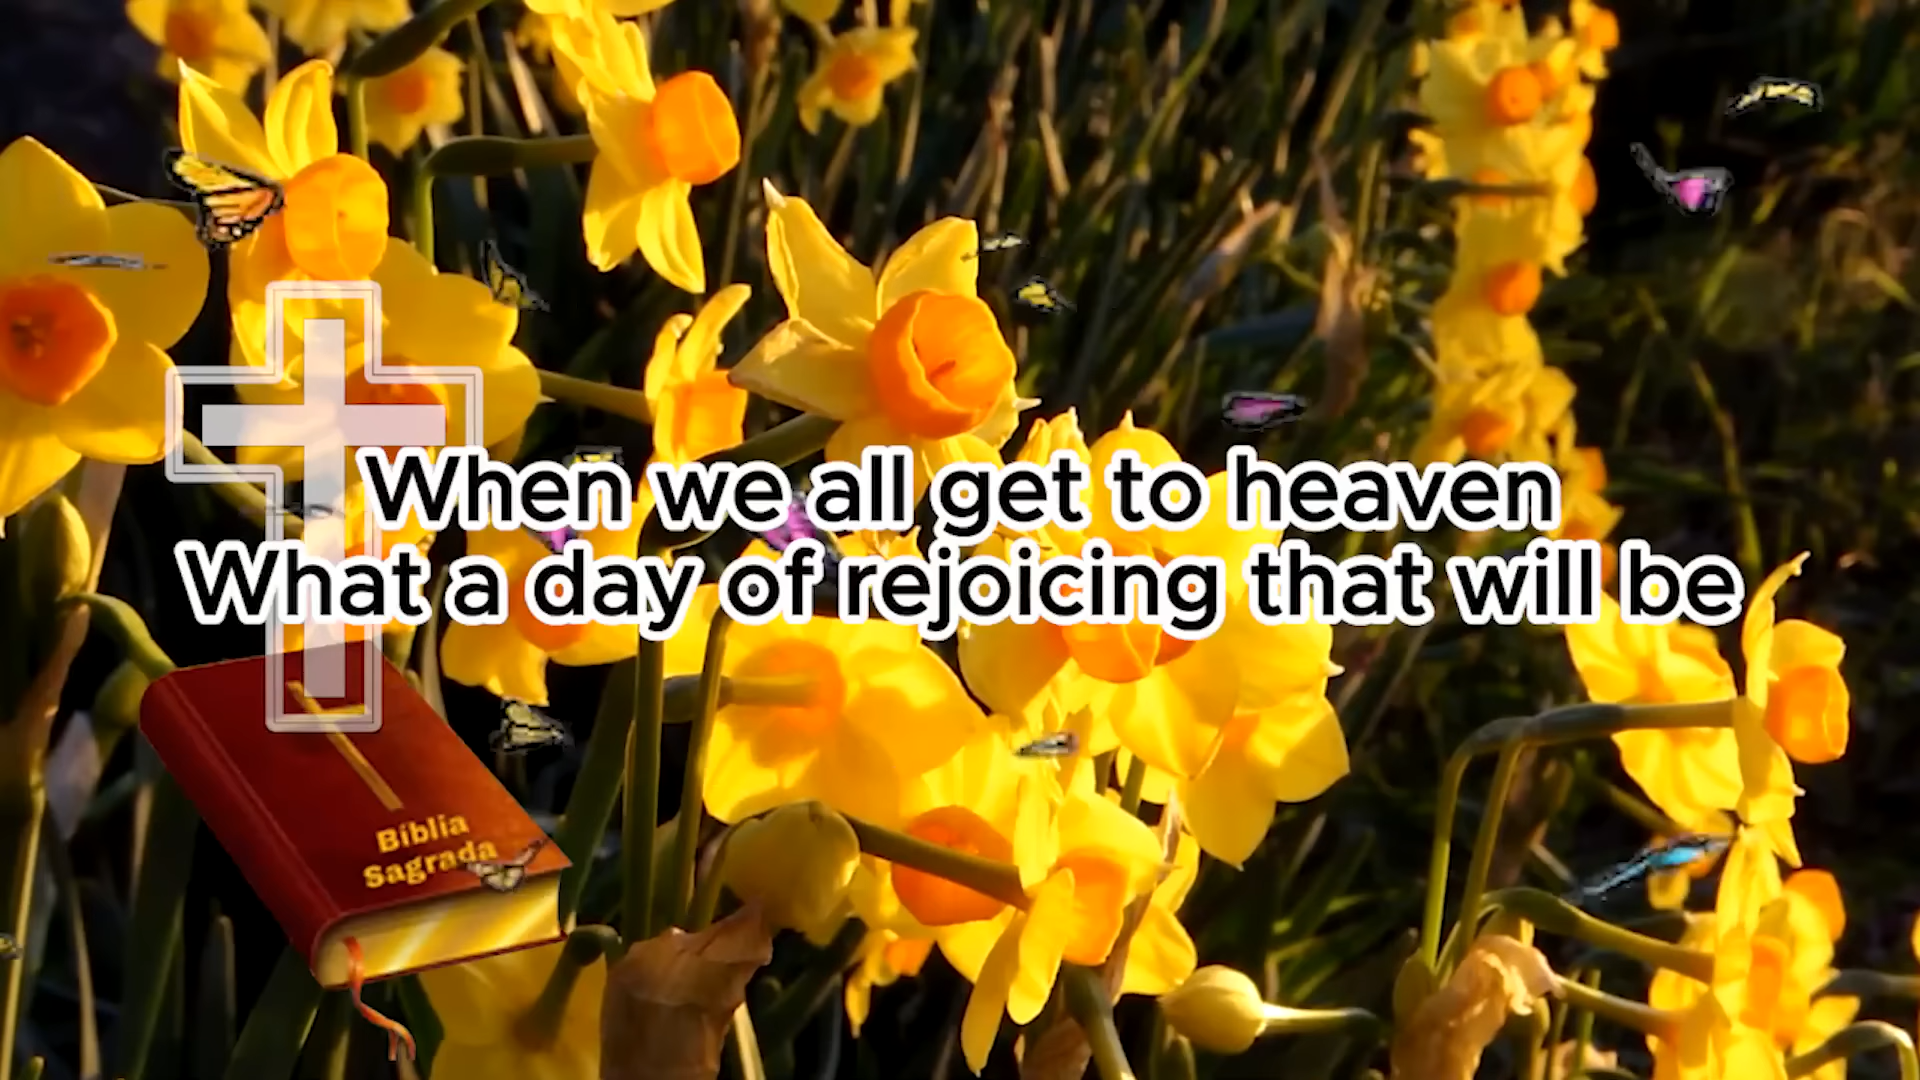 When we all get to heaven
What a day of rejoicing that will be
Bíblia
Sagrada